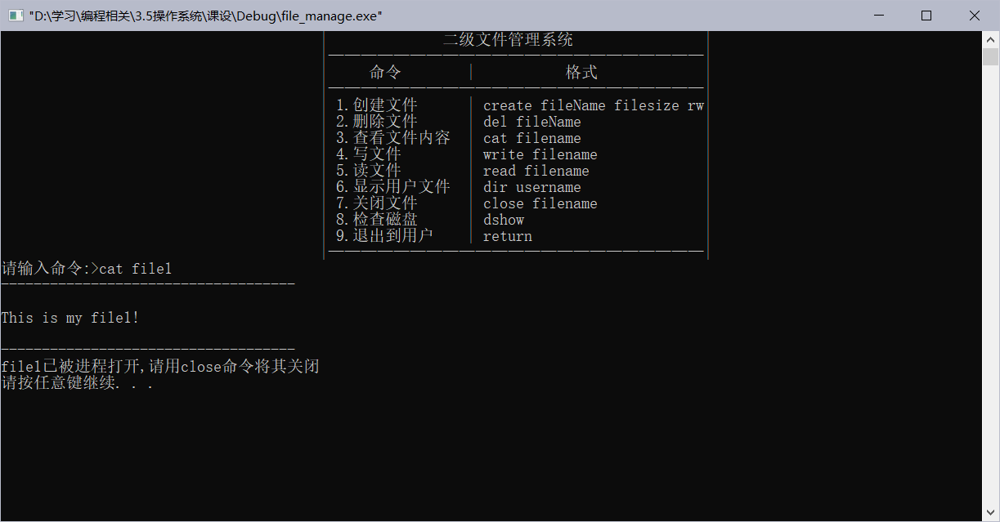 "D:\学习\编程相关\3.5操作系统\课设\Debug\file_manage.exe"
二级文件管理系统
命令 | 格式
1.创建文件 | create fileName filesize rw
2.删除文件 | del fileName
3.查看文件内容 | cat filename
4.写文件 | write filename
5.读文件 | read filename
6.显示用户文件 | dir username
7.关闭文件 | close filename
8.检查磁盘 | dshow
9.退出到用户 | return
请输入命令:>cat file1
------------------------------------
This is my file1!
------------------------------------
file1已被进程打开,请用close命令将其关闭
请按任意键继续. . .